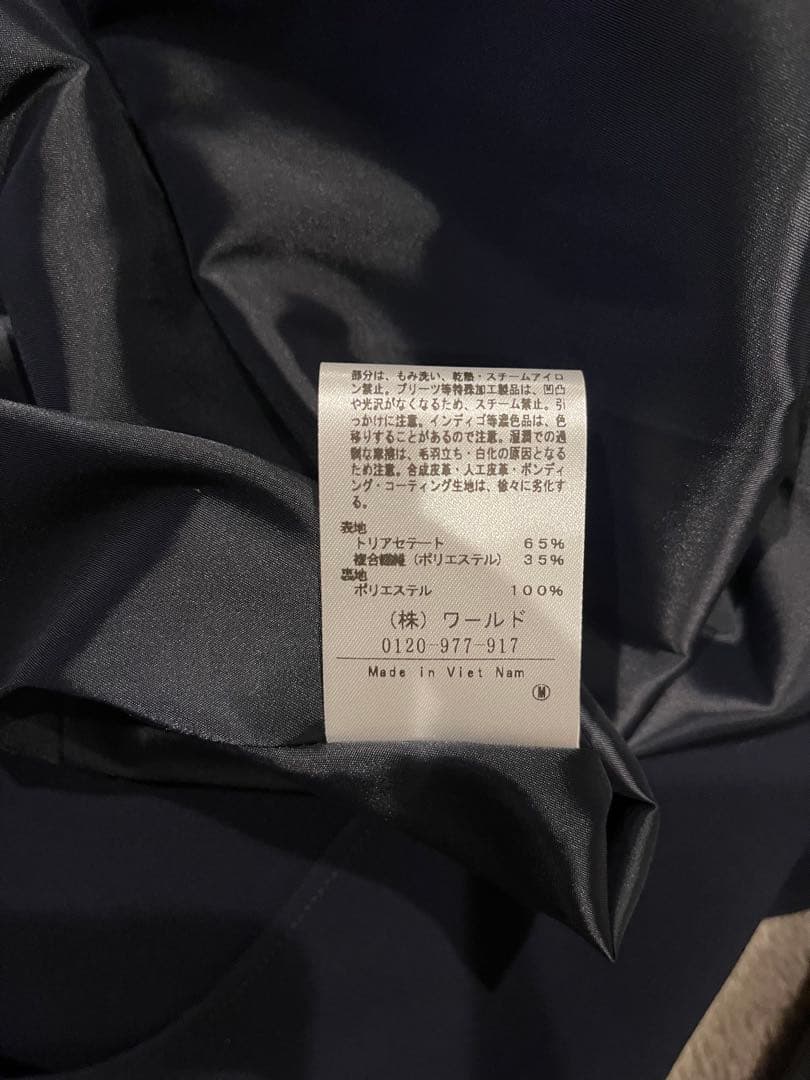 部分は、もみ洗い、乾熱・スチームアイロ
ン禁止。プリーツ等特殊加工製品は、凹凸
や光沢がなくなるため、スチーム禁止。引
っかけに注意。インディゴ等濃色品は、色
移りすることがあるので注意。湿潤での過
剰な摩擦は、毛羽立ち・白化の原因となる
ため注意。合成皮革・人工皮革・ボンディ
ング・コーティング生地は、徐々に劣化す
る。
表地
トリアセテート 65%
複合繊維(ポリエステル) 35%
裏地
ポリエステル 100%
(株)ワールド
0120-977-917
Made in Viet Nam
Ⓜ